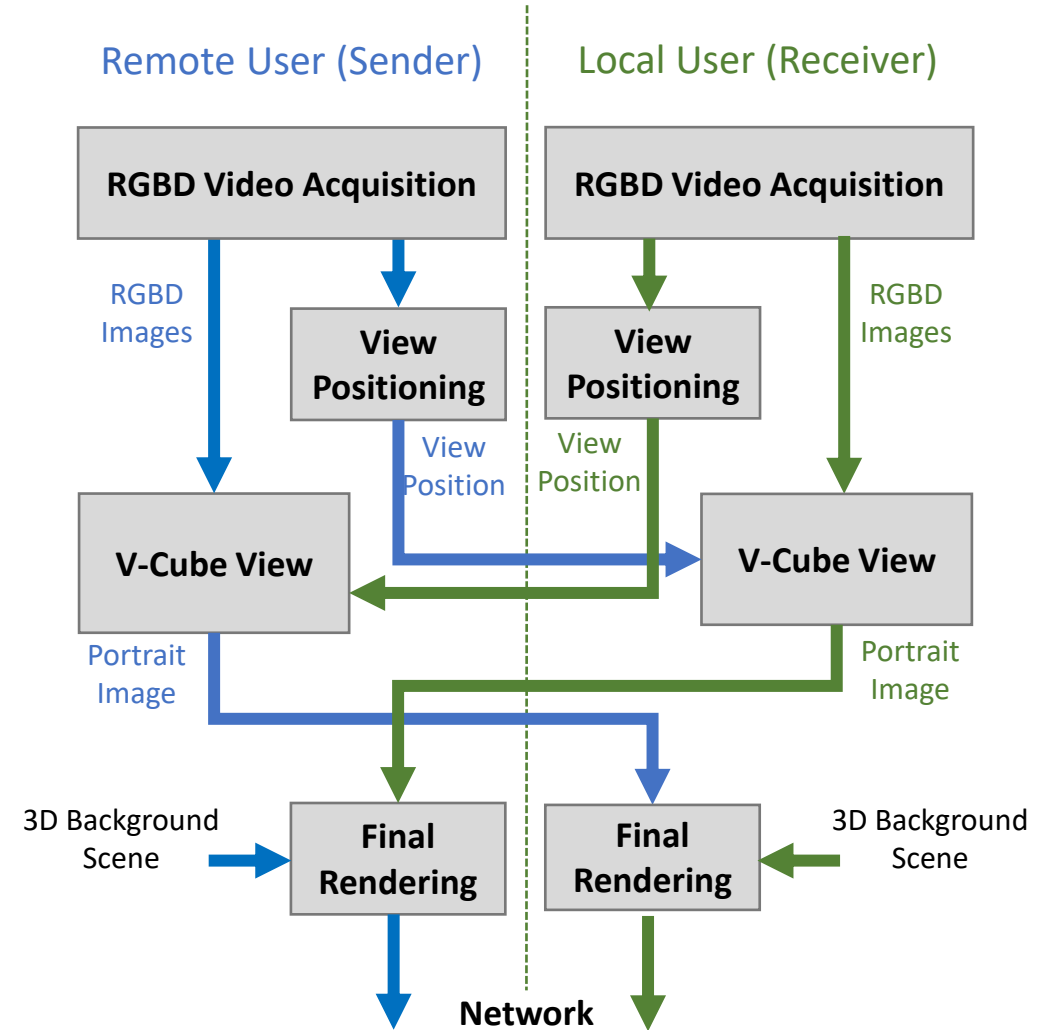 Remote User (Sender)
Local User (Receiver)
RGBD Video Acquisition
RGBD Video Acquisition
RGBD
Images
RGBD
Images
View
Positioning
View
Positioning
View
Position
View
Position
V-Cube View
V-Cube View
Portrait
Image
Portrait
Image
3D Background
Scene
Final
Rendering
Final
Rendering
3D Background
Scene
Network